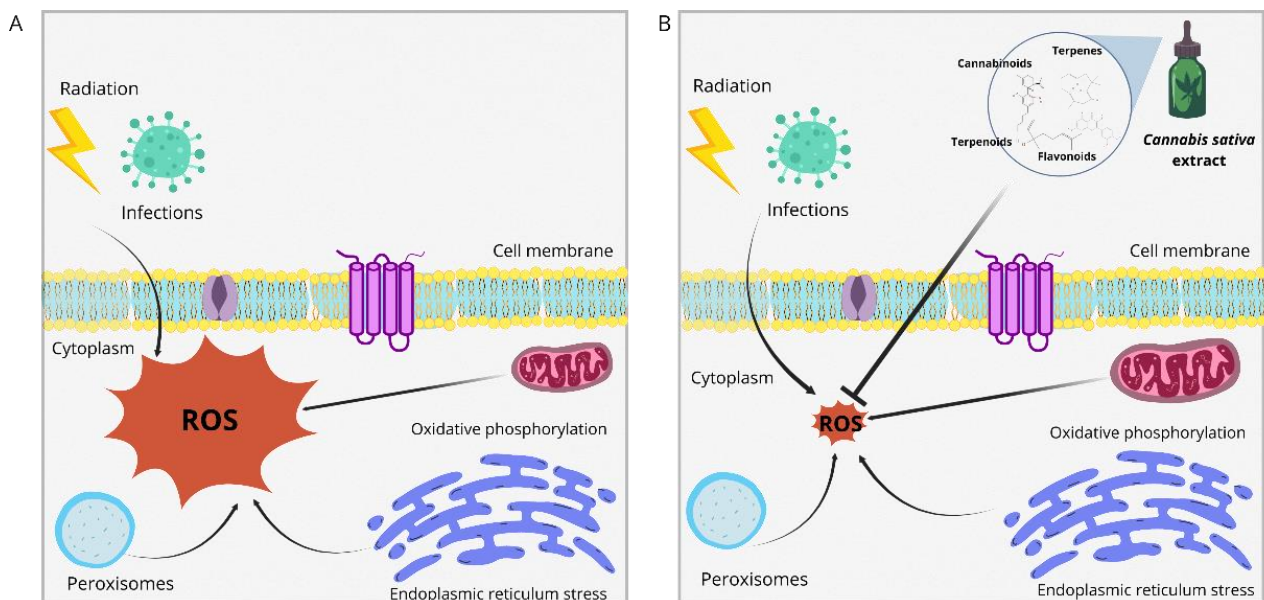 A
Radiation
Infections
Cell membrane
Cytoplasm
ROS
Oxidative phosphorylation
Peroxisomes
Endoplasmic reticulum stress
B
Radiation
Infections
Terpenes
Cannabinoids
Terpenoids
Flavonoids
Cannabis sativa
extract
Cell membrane
Cytoplasm
ROS
Oxidative phosphorylation
Peroxisomes
Endoplasmic reticulum stress